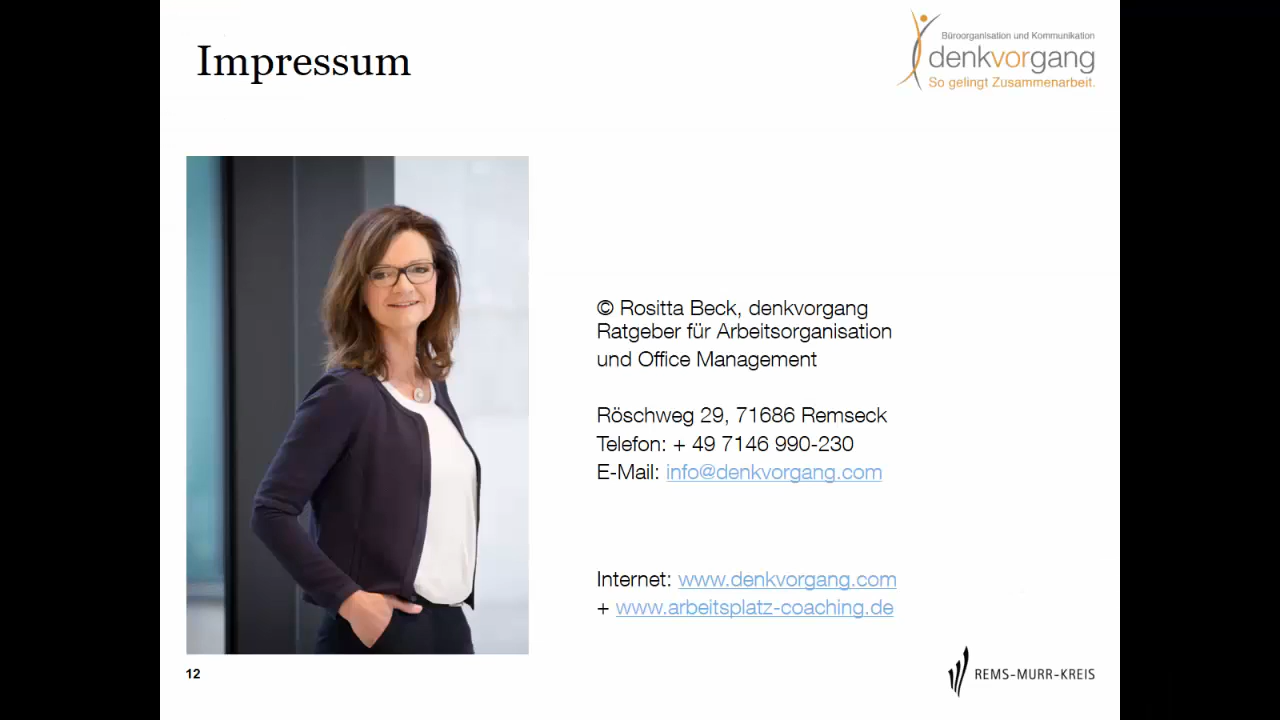 Impressum
Büroorganisation und Kommunikation
denkvorgang
So gelingt Zusammenarbeit.
© Rositta Beck, denkvorgang
Ratgeber für Arbeitsorganisation
und Office Management
Röschweg 29, 71686 Remseck
Telefon: + 49 7146 990-230
E-Mail: info@denkvorgang.com
Internet: www.denkvorgang.com
+ www.arbeitsplatz-coaching.de
12
REMS-MURR-KREIS